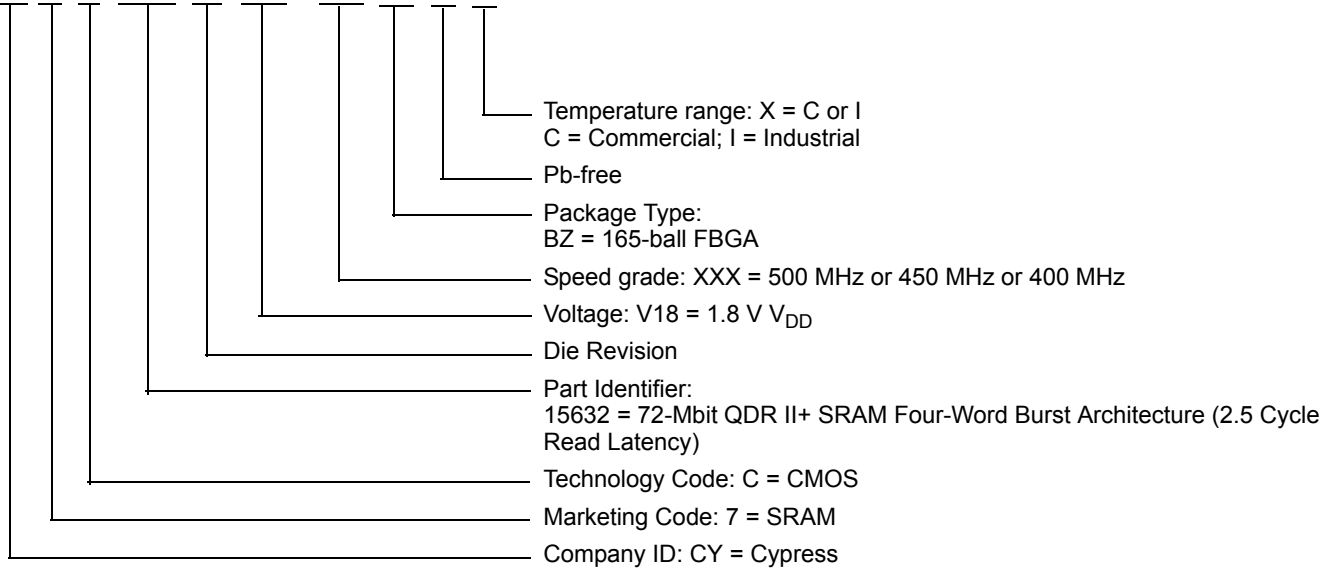 Temperature range: X = C or I
C = Commercial; I = Industrial
Pb-free
Package Type:
BZ = 165-ball FBGA
Speed grade: XXX = 500 MHz or 450 MHz or 400 MHz
Voltage: V18 = 1.8 V VDD
Die Revision
Part Identifier:
15632 = 72-Mbit QDR II+ SRAM Four-Word Burst Architecture (2.5 Cycle
Read Latency)
Technology Code: C = CMOS
Marketing Code: 7 = SRAM
Company ID: CY = Cypress